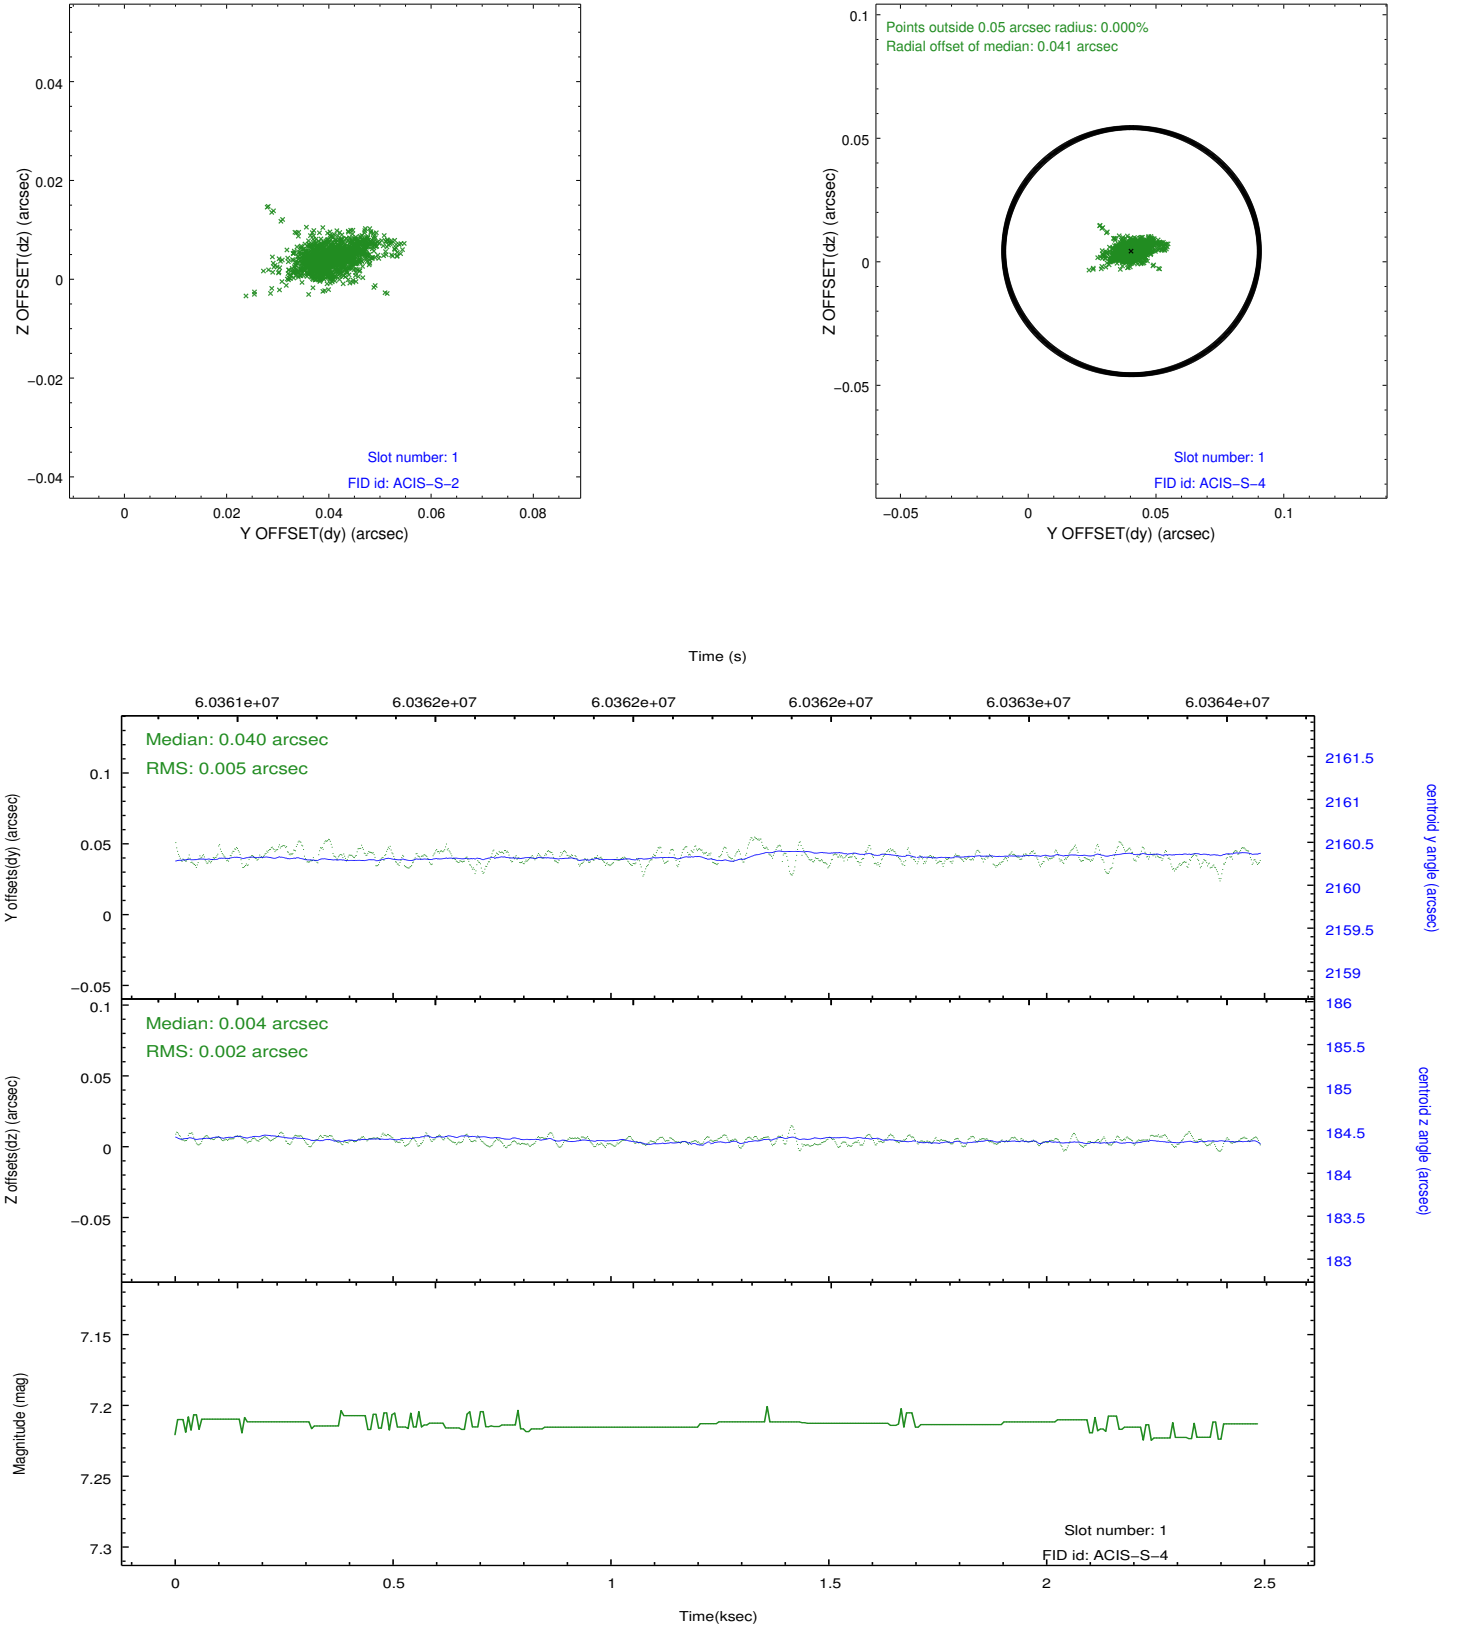 0.04
0.02
0
−0.02
−0.04
Z OFFSET(dz) (arcsec)
Slot number: 1
FID id: ACIS−S−2
0 0.02 0.04 0.06 0.08
Y OFFSET(dy) (arcsec)
Points outside 0.05 arcsec radius: 0.000%
Radial offset of median: 0.041 arcsec
0.1
0.05
0
−0.05
Z OFFSET(dz) (arcsec)
Slot number: 1
FID id: ACIS−S−4
−0.05 0 0.05 0.1
Y OFFSET(dy) (arcsec)
Time (s)
6.0361e+07 6.0362e+07 6.0362e+07 6.0362e+07 6.0363e+07 6.0364e+07
Median: 0.040 arcsec
RMS: 0.005 arcsec
0.1
0.05
0
−0.05
Y offsets(dy) (arcsec)
2161.5
2161
2160.5
2160
2159.5
2159
centroid y angle (arcsec)
Median: 0.004 arcsec
RMS: 0.002 arcsec
0.1
0.05
0
−0.05
Z offsets(dz) (arcsec)
186
185.5
185
184.5
184
183.5
183
centroid z angle (arcsec)
7.15
7.2
7.25
7.3
Magnitude (mag)
Slot number: 1
FID id: ACIS−S−4
0 0.5 1 1.5 2 2.5
Time(ksec)